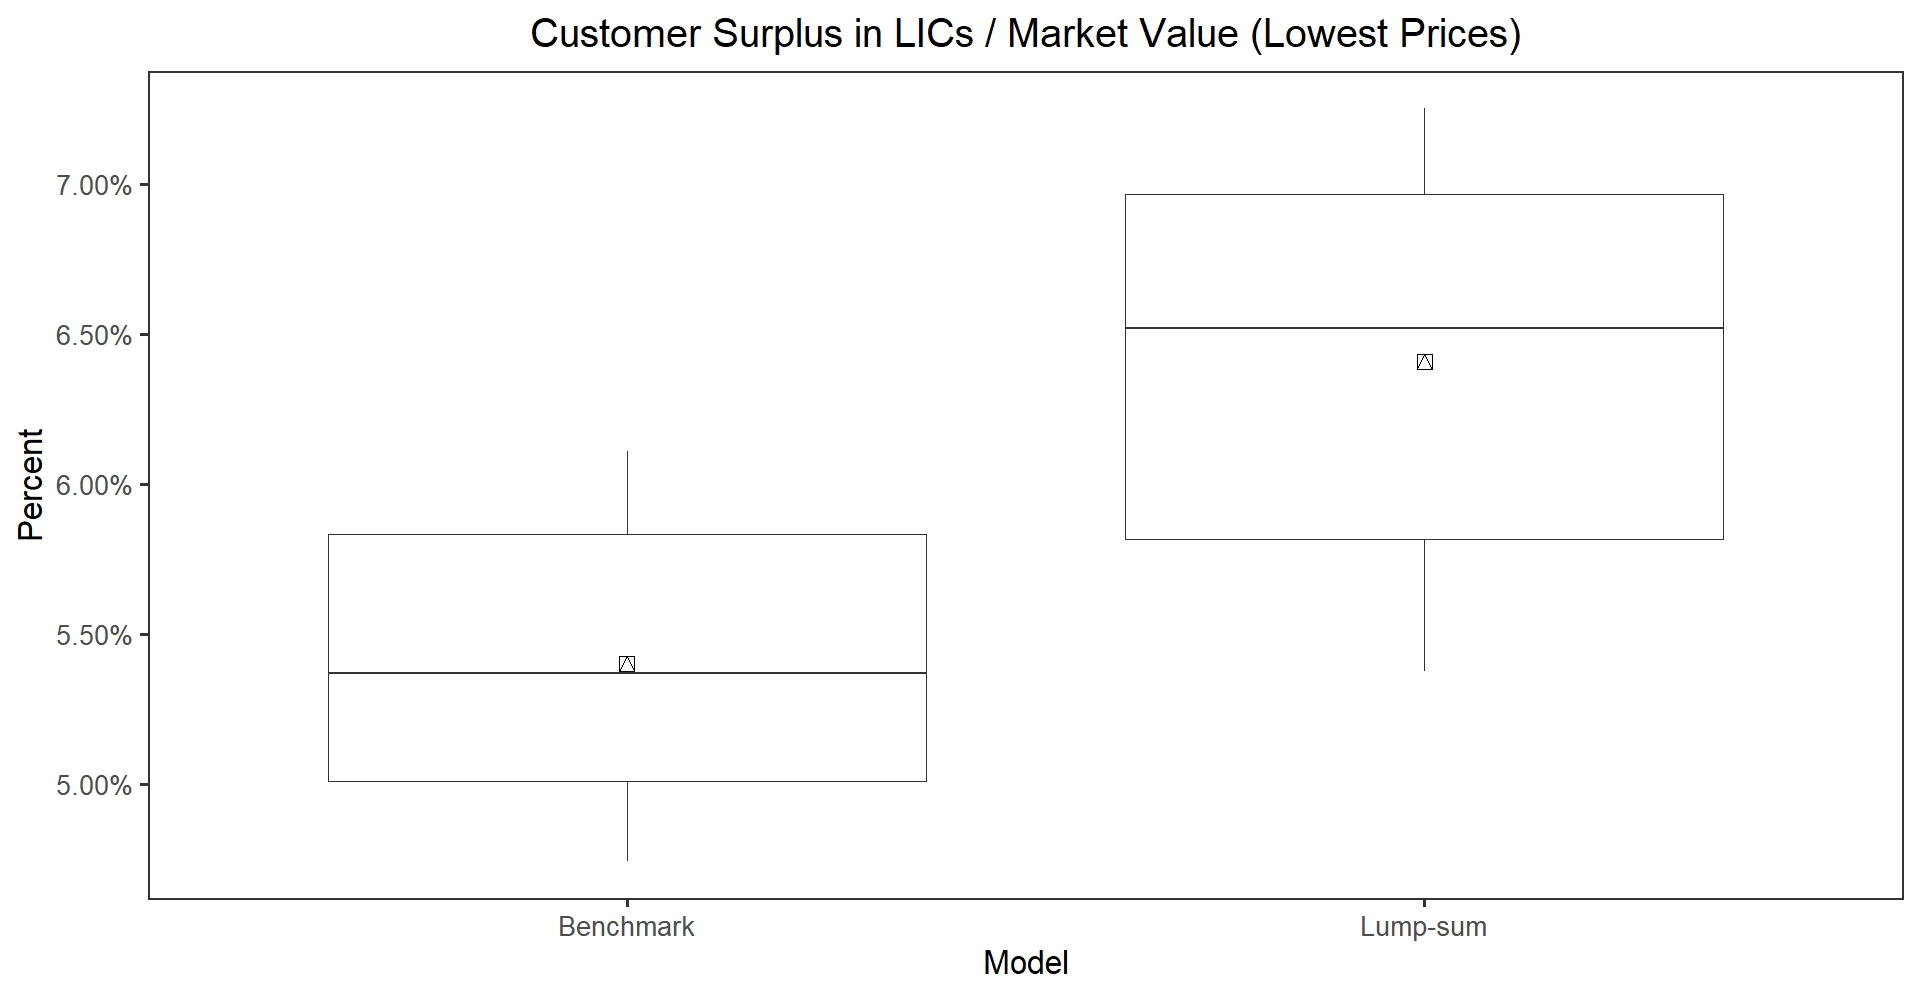 Customer Surplus in LICs / Market Value (Lowest Prices)
Percent
7.00%
6.50%
6.00%
5.50%
5.00%
Benchmark
Lump-sum
Model